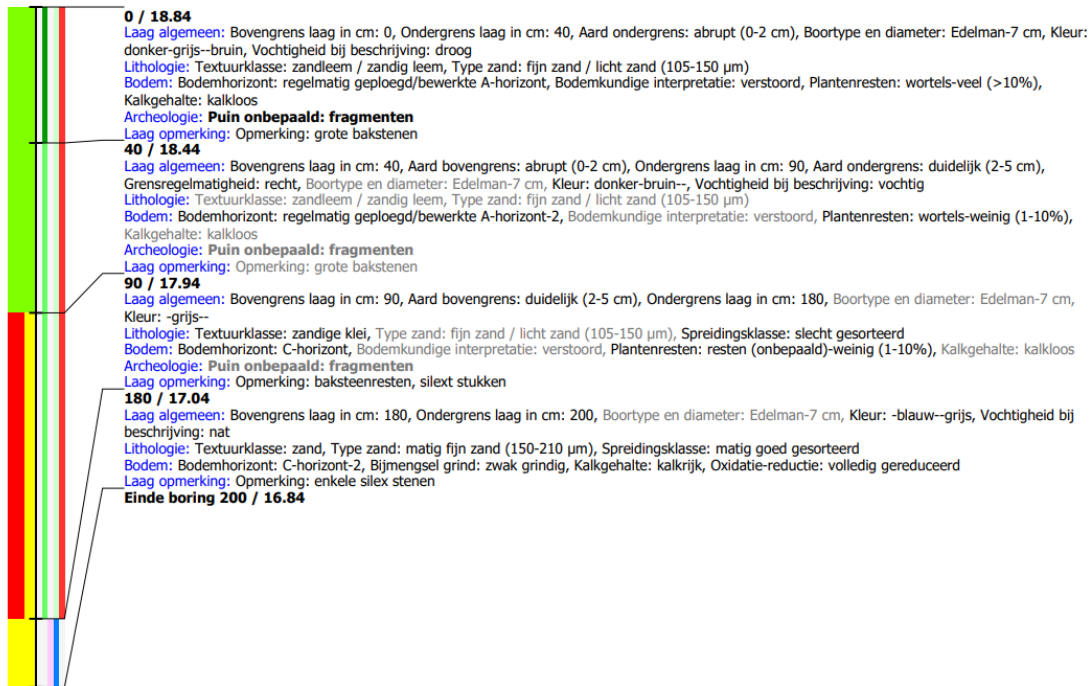 0 / 18.84
Laag algemeen: Bovengrens laag in cm: 0, Ondergrens laag in cm: 40, Aard ondergrens: abrupt (0-2 cm), Boortype en diameter: Edelman-7 cm, Kleur:
donker-grijs--bruin, Vochtigheid bij beschrijving: droog
Lithologie: Textuurklasse: zandleem / zandig leem, Type zand: fijn zand / licht zand (105-150 µm)
Bodem: Bodemhorizont: regelmatig geploegd/bewerkte A-horizont, Bodemkundige interpretatie: verstoord, Plantenresten: wortels-veel (>10%),
Kalkgehalte: kalkloos
Archeologie: Puin onbepaald: fragmenten
Laag opmerking: Opmerking: grote bakstenen
40 / 18.44
Laag algemeen: Bovengrens laag in cm: 40, Aard bovengrens: abrupt (0-2 cm), Ondergrens laag in cm: 90, Aard ondergrens: duidelijk (2-5 cm),
Grensregelmatigheid: recht, Boortype en diameter: Edelman-7 cm, Kleur: donker-bruin--, Vochtigheid bij beschrijving: vochtig
Lithologie: Textuurklasse: zandleem / zandig leem, Type zand: fijn zand / licht zand (105-150 µm)
Bodem: Bodemhorizont: regelmatig geploegd/bewerkte A-horizont-2, Bodemkundige interpretatie: verstoord, Plantenresten: wortels-weinig (1-10%),
Kalkgehalte: kalkloos
Archeologie: Puin onbepaald: fragmenten
Laag opmerking: Opmerking: grote bakstenen
90 / 17.94
Laag algemeen: Bovengrens laag in cm: 90, Aard bovengrens: duidelijk (2-5 cm), Ondergrens laag in cm: 180, Boortype en diameter: Edelman-7 cm,
Kleur: -grijs--
Lithologie: Textuurklasse: zandige klei, Type zand: fijn zand / licht zand (105-150 µm), Spreidingsklasse: slecht gesorteerd
Bodem: Bodemhorizont: C-horizont, Bodemkundige interpretatie: verstoord, Plantenresten: resten (onbepaald)-weinig (1-10%), Kalkgehalte: kalkloos
Archeologie: Puin onbepaald: fragmenten
Laag opmerking: Opmerking: baksteenresten, silext stukken
180 / 17.04
Laag algemeen: Bovengrens laag in cm: 180, Ondergrens laag in cm: 200, Boortype en diameter: Edelman-7 cm, Kleur: -blauw--grijs, Vochtigheid bij
beschrijving: nat
Lithologie: Textuurklasse: zand, Type zand: matig fijn zand (150-210 µm), Spreidingsklasse: matig goed gesorteerd
Bodem: Bodemhorizont: C-horizont-2, Bijmengsel grind: zwak grindig, Kalkgehalte: kalkrijk, Oxidatie-reductie: volledig gereduceerd
Laag opmerking: Opmerking: enkele silex stenen
Einde boring 200 / 16.84